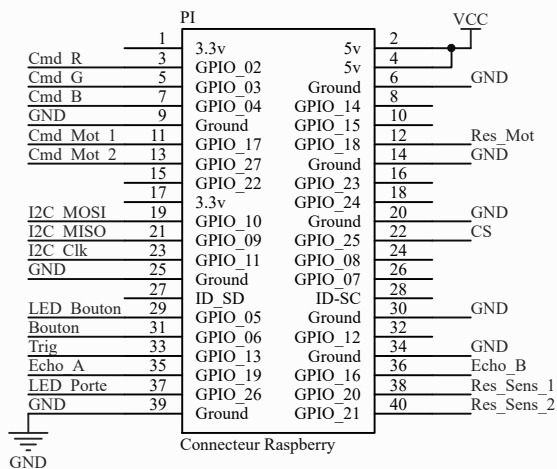 PI VCC
1 3.3v 5v 2
Cmd_R 3 GPIO_02 5v 4
Cmd_G 5 GPIO_03 Ground 6 GND
Cmd_B 7 GPIO_04 GPIO_14 8
GND 9 Ground GPIO_15 10
Cmd_Mot_1 11 GPIO_17 GPIO_18 12 Res_Mot
Cmd_Mot_2 13 GPIO_27 Ground 14 GND
15 GPIO_22 GPIO_23 16
17 3.3v GPIO_24 18
I2C_MOSI 19 GPIO_10 Ground 20 GND
I2C_MISO 21 GPIO_09 GPIO_25 22 CS
I2C_Clk 23 GPIO_11 GPIO_08 24
GND 25 Ground GPIO_07 26
27 ID_SD ID-SC 28
LED_Bouton 29 GPIO_05 Ground 30 GND
Bouton 31 GPIO_06 GPIO_12 32
Trig 33 GPIO_13 Ground 34 GND
Echo_A 35 GPIO_19 GPIO_16 36 Echo_B
LED_Porte 37 GPIO_26 GPIO_20 38 Res_Sens_1
GND 39 Ground GPIO_21 40 Res_Sens_2
Connecteur Raspberry
GND